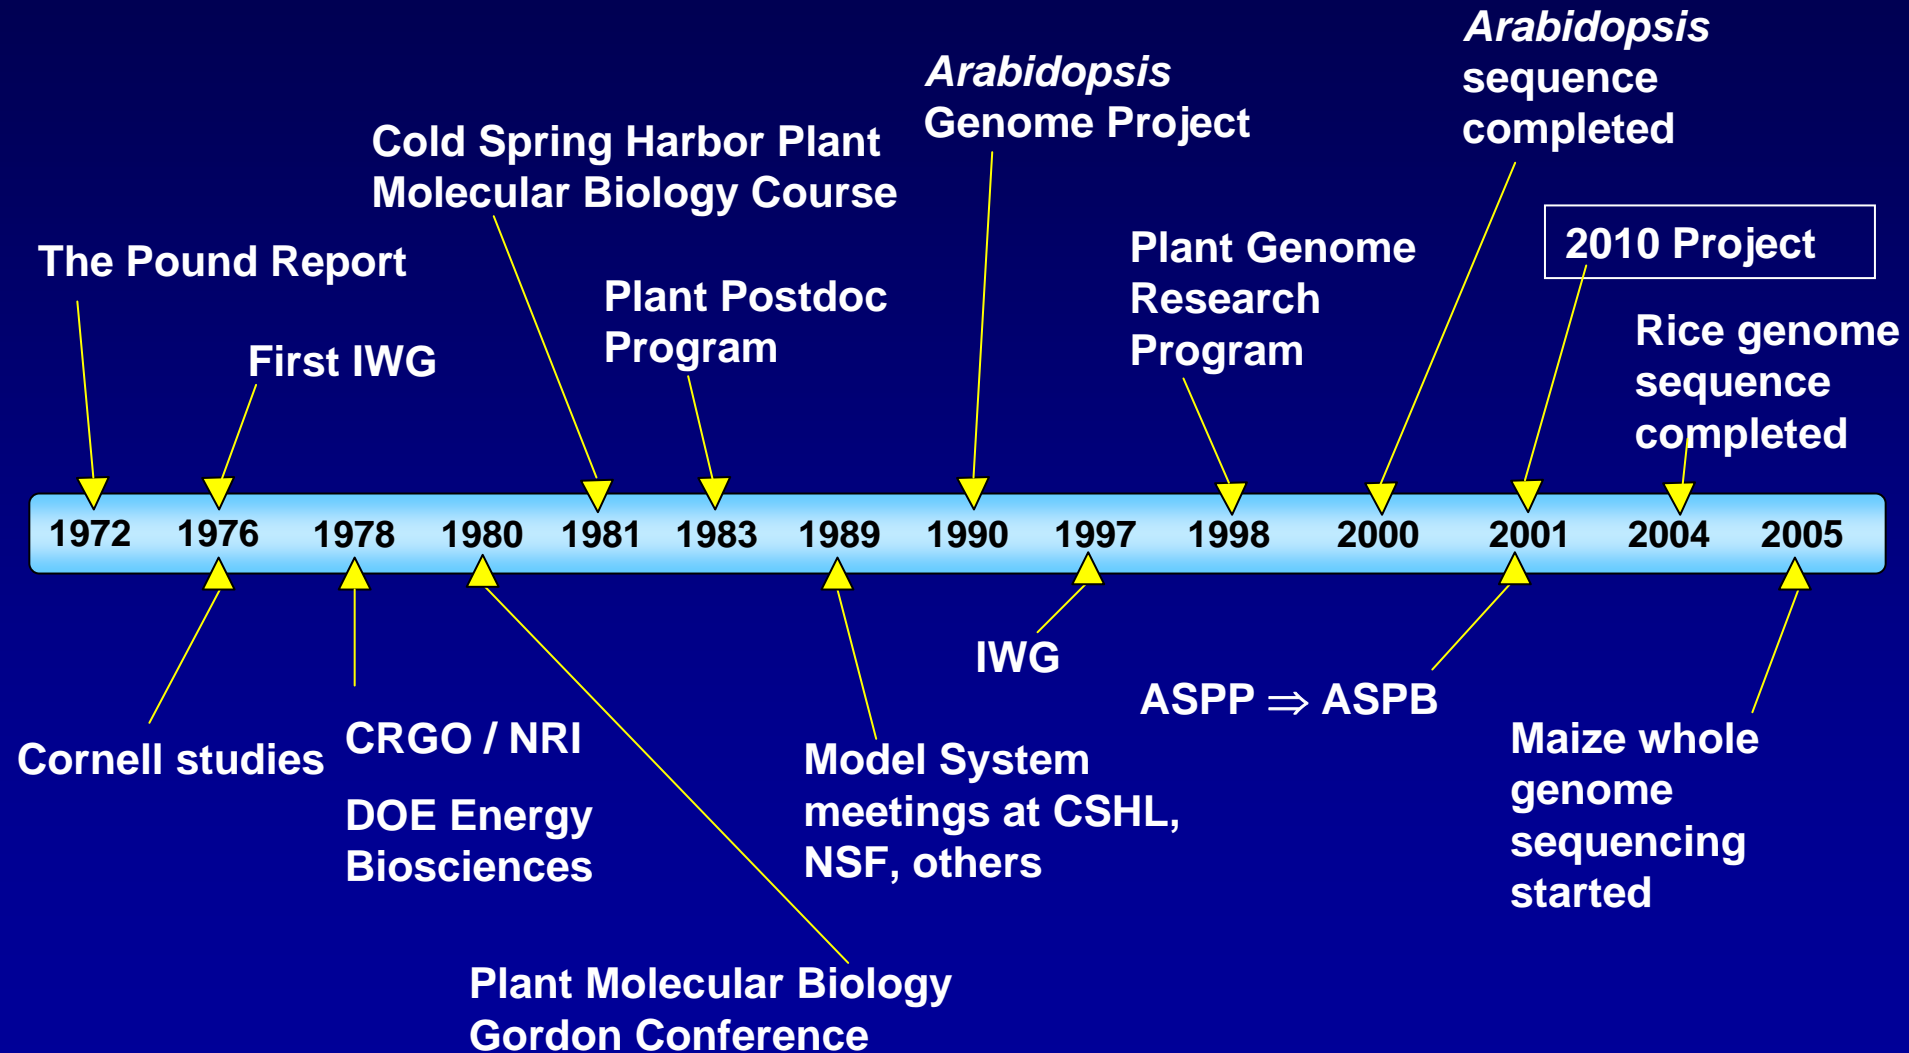 Arabidopsis
sequence
completed
Arabidopsis
Genome Project
Cold Spring Harbor Plant
Molecular Biology Course
The Pound Report
First IWG
Plant Postdoc
Program
Plant Genome
Research
Program
2010 Project
Rice genome
sequence
completed
1972 1976 1978 1980 1981 1983 1989 1990 1997 1998 2000 2001 2004 2005
Cornell studies
CRGO / NRI
DOE Energy
Biosciences
Plant Molecular Biology
Gordon Conference
Model System
meetings at CSHL,
NSF, others
IWG
ASPP ⇒ ASPB
Maize whole
genome
sequencing
started